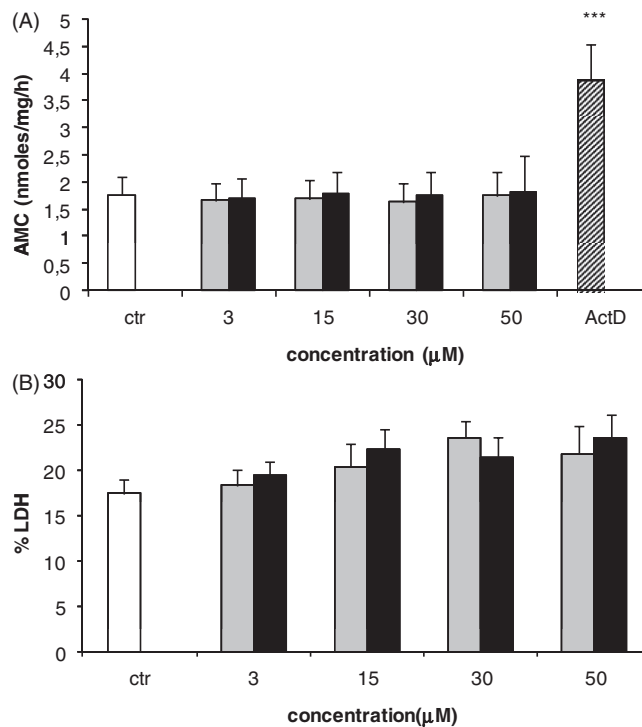 (A)
***
5
4,5
4
3,5
3
2,5
2
1,5
1
0,5
0
AMC (nmoles/mg/h)
ctr 3 15 30 50 ActD
concentration (μM)
(B)
30
25
20
15
10
5
0
% LDH
ctr 3 15 30 50
concentration(μM)